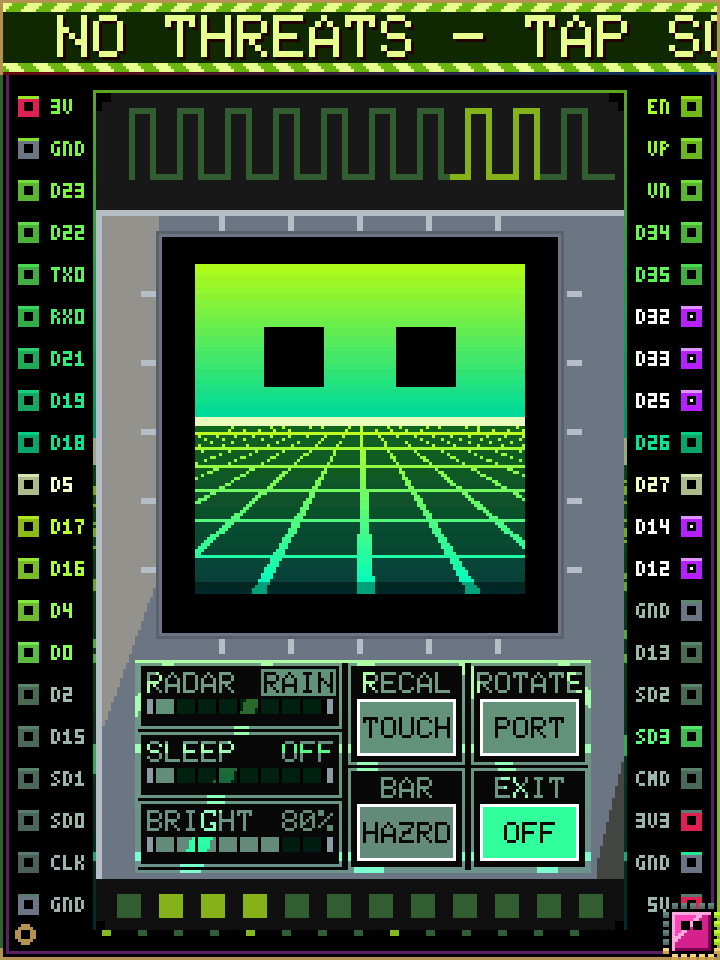 NO THREATS - TAP SC
3V EN
GND VP
D23 VN
D22 D34
TX0 D35
RX0 D32
D21 D33
D19 D25
D18 D26
D5 D27
D17 D14
D16 D12
D4 GND
D0 D13
D2 SD2
D15 SD3
SD1 CMD
SD0 3V3
CLK GND
GND 5V
RADAR RAIN
RECAL
ROTATE
TOUCH
PORT
SLEEP OFF
BAR
EXIT
BRIGHT 80%
HAZRD
OFF